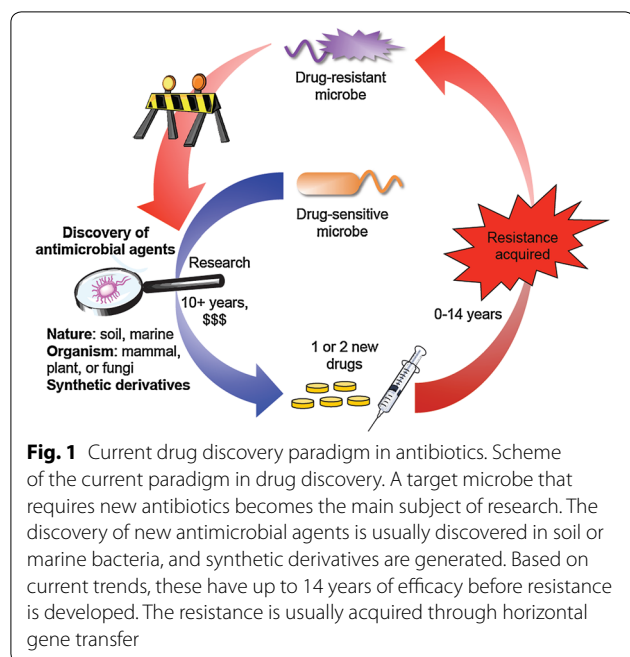 Drug-resistant
microbe
Drug-sensitive
microbe
Discovery of
antimicrobial agents
Research
10+ years,
$$$
Nature: soil, marine
Organism: mammal,
plant, or fungi
Synthetic derivatives
1 or 2 new
drugs
0-14 years
Resistance
acquired
Fig. 1 Current drug discovery paradigm in antibiotics. Scheme
of the current paradigm in drug discovery. A target microbe that
requires new antibiotics becomes the main subject of research. The
discovery of new antimicrobial agents is usually discovered in soil or
marine bacteria, and synthetic derivatives are generated. Based on
current trends, these have up to 14 years of efficacy before resistance
is developed. The resistance is usually acquired through horizontal
gene transfer